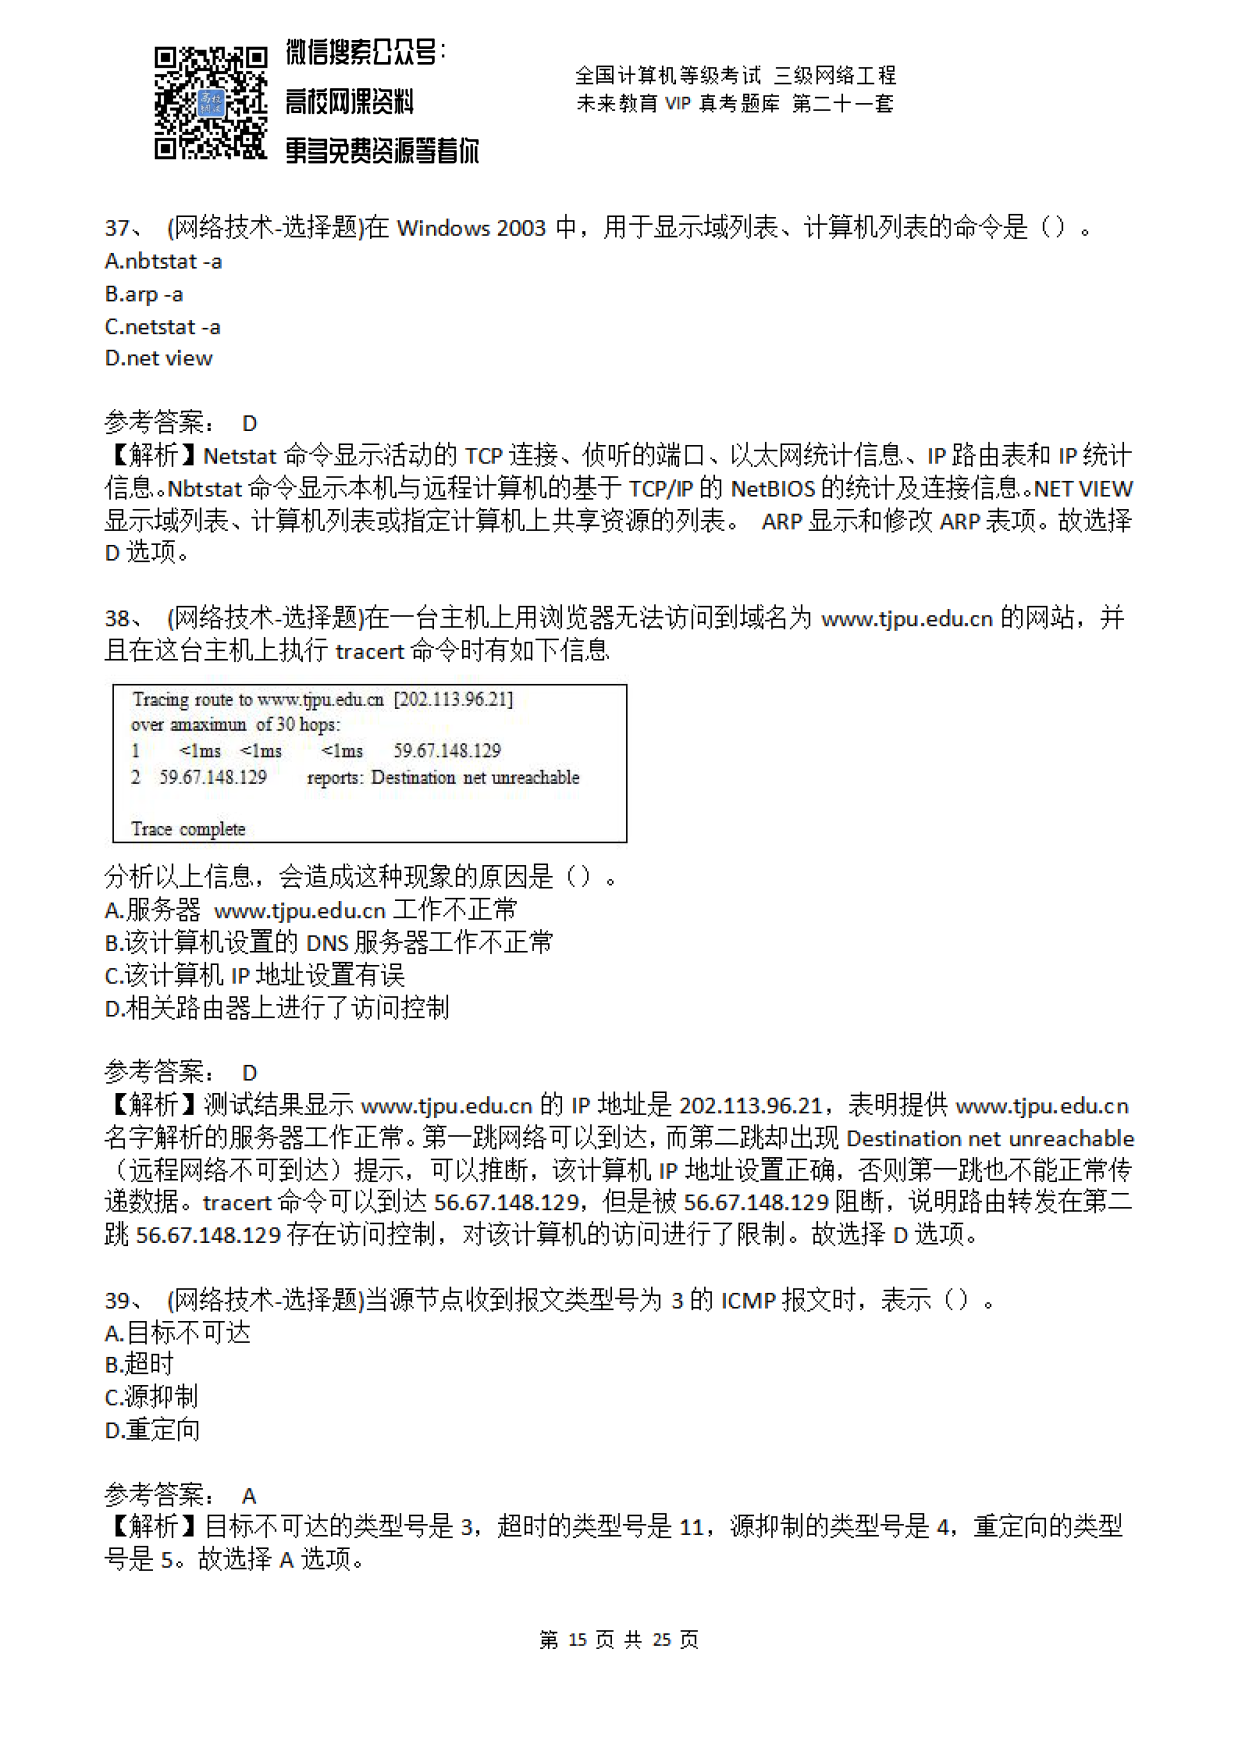 微信搜索公众号：
高校网课资料
更多免费资源等着你
全国计算机等级考试 三级网络工程
未来教育 VIP 真考题库 第二十一套
37、 (网络技术-选择题)在 Windows 2003 中，用于显示域列表、计算机列表的命令是（）。
A.nbtstat -a
B.arp -a
C.netstat -a
D.net view
参考答案： D
【解析】Netstat 命令显示活动的 TCP 连接、侦听的端口、以太网统计信息、IP 路由表和 IP 统计
信息。Nbtstat 命令显示本机与远程计算机的基于 TCP/IP 的 NetBIOS 的统计及连接信息。NET VIEW
显示域列表、计算机列表或指定计算机上共享资源的列表。 ARP 显示和修改 ARP 表项。故选择
D 选项。
38、 (网络技术-选择题)在一台主机上用浏览器无法访问到域名为 www.tjpu.edu.cn 的网站，并
且在这台主机上执行 tracert 命令时有如下信息
Tracing route to www.tjpu.edu.cn [202.113.96.21]
over amaximun of 30 hops:
1 <1ms <1ms <1ms 59.67.148.129
2 59.67.148.129 reports: Destination net unreachable
Trace complete
分析以上信息，会造成这种现象的原因是（）。
A.服务器 www.tjpu.edu.cn 工作不正常
B.该计算机设置的 DNS 服务器工作不正常
C.该计算机 IP 地址设置有误
D.相关路由器上进行了访问控制
参考答案： D
【解析】测试结果显示 www.tjpu.edu.cn 的 IP 地址是 202.113.96.21，表明提供 www.tjpu.edu.cn
名字解析的服务器工作正常。第一跳网络可以到达，而第二跳却出现 Destination net unreachable
（远程网络不可到达）提示，可以推断，该计算机 IP 地址设置正确，否则第一跳也不能正常传
递数据。tracert 命令可以到达 56.67.148.129，但是被 56.67.148.129 阻断，说明路由转发在第二
跳 56.67.148.129 存在访问控制，对该计算机的访问进行了限制。故选择 D 选项。
39、 (网络技术-选择题)当源节点收到报文类型号为 3 的 ICMP 报文时，表示（）。
A.目标不可达
B.超时
C.源抑制
D.重定向
参考答案： A
【解析】目标不可达的类型号是 3，超时的类型号是 11，源抑制的类型号是 4，重定向的类型
号是 5。故选择 A 选项。
第 15 页 共 25 页